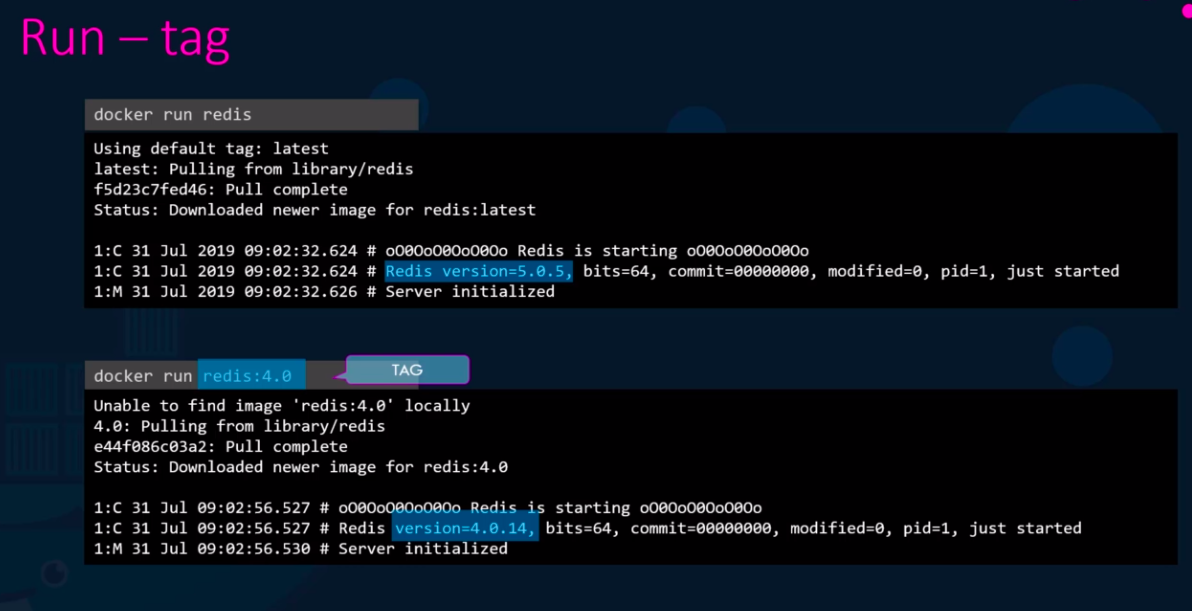 Run – tag
docker run redis
Using default tag: latest
latest: Pulling from library/redis
f5d23c7fed46: Pull complete
Status: Downloaded newer image for redis:latest
1:C 31 Jul 2019 09:02:32.624 # oO0OoO0OoO0Oo Redis is starting oO0OoO0OoO0Oo
1:C 31 Jul 2019 09:02:32.624 # Redis version=5.0.5, bits=64, commit=00000000, modified=0, pid=1, just started
1:M 31 Jul 2019 09:02:32.626 # Server initialized
docker run redis:4.0
TAG
Unable to find image 'redis:4.0' locally
4.0: Pulling from library/redis
e44f086c03a2: Pull complete
Status: Downloaded newer image for redis:4.0
1:C 31 Jul 09:02:56.527 # oO0OoO0OoO0Oo Redis is starting oO0OoO0OoO0Oo
1:C 31 Jul 09:02:56.527 # Redis version=4.0.14, bits=64, commit=00000000, modified=0, pid=1, just started
1:M 31 Jul 09:02:56.530 # Server initialized